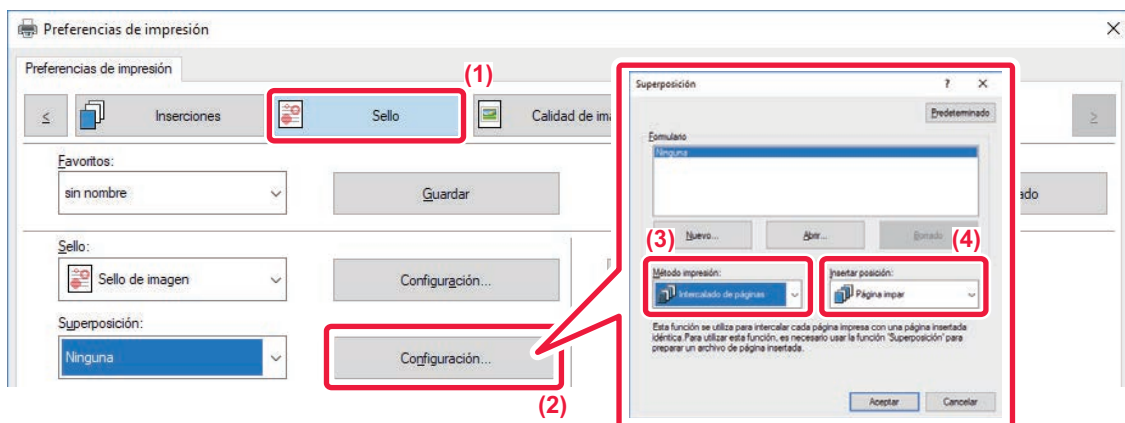 Preferencias de impresión
Preferencias de impresión
(1)
≤ Inserciones Sello Calidad de ima ≥
Favoritos:
sin nombre Guardar ado
Sello:
Sello de imagen Configuración...
Superposición:
Ninguna Configuración...
(2)
Superposición ? X
Predeterminado
Formulario
Ninguna
Nuevo... Abrir... Borrado
(3) (4)
Método impresión: Insertar posición:
Intercalado de páginas Página impar
Esta función se utiliza para intercalar cada página impresa con una página insertada
idéntica.Para utilizar esta función, es necesario usar la función 'Superposición' para
preparar un archivo de página insertada.
Aceptar Cancelar